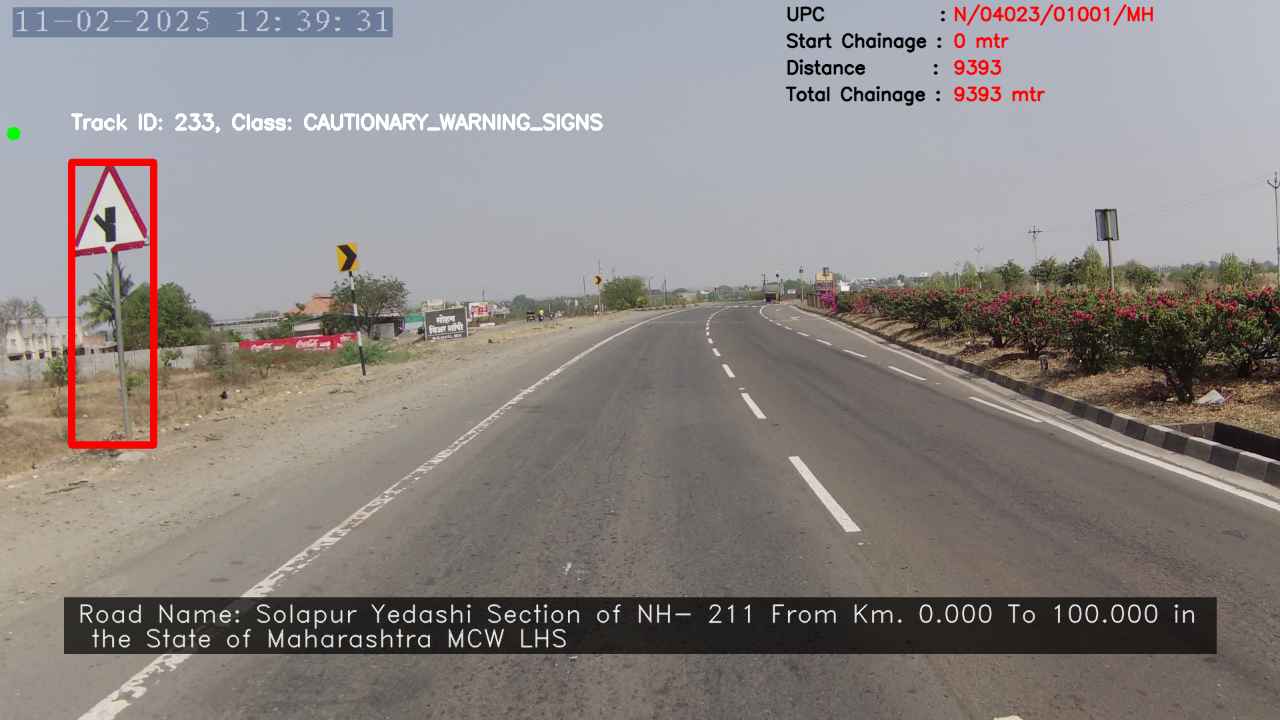 11-02-2025 12:39:31
UPC : N/04023/01001/MH
Start Chainage : 0 mtr
Distance : 9393
Total Chainage : 9393 mtr
Track ID: 233, Class: CAUTIONARY_WARNING_SIGNS
Coca-Cola
Road Name: Solapur Yedashi Section of NH- 211 From Km. 0.000 To 100.000 in
the State of Maharashtra MCW LHS